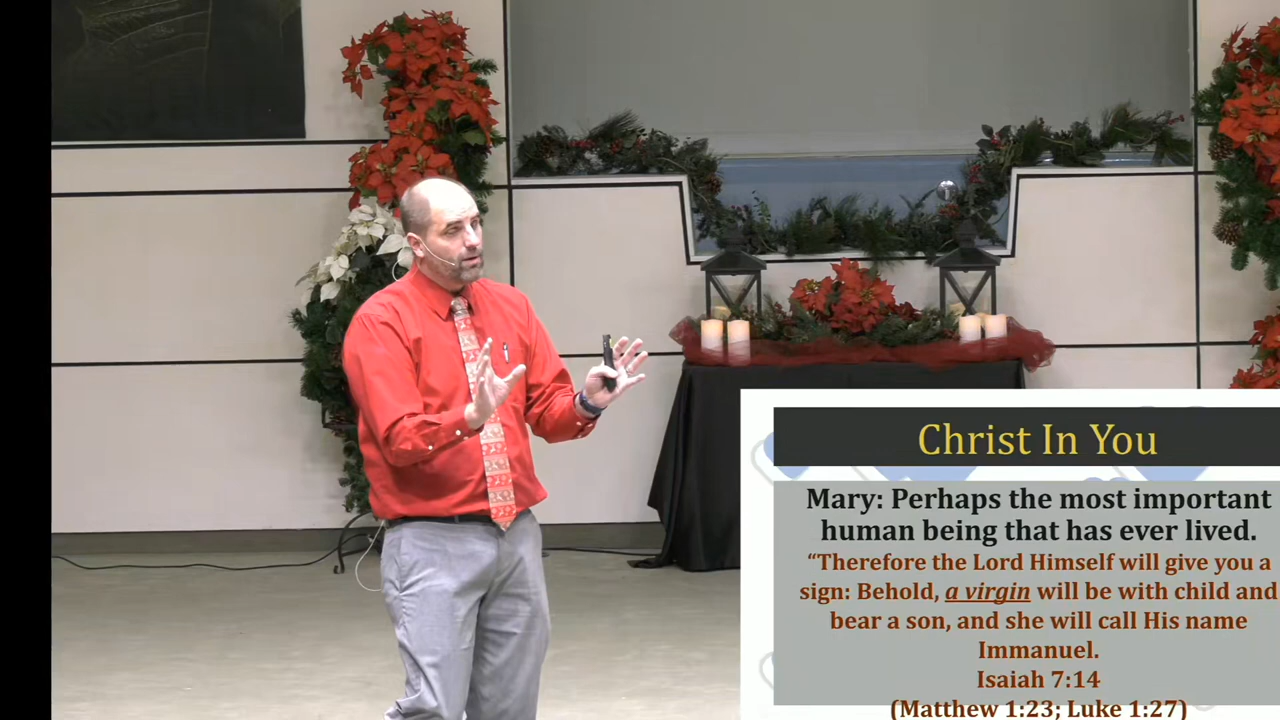 Christ In You
Mary: Perhaps the most important
human being that has ever lived.
“Therefore the Lord Himself will give you a
sign: Behold, a virgin will be with child and
bear a son, and she will call His name
Immanuel.
Isaiah 7:14
(Matthew 1:23; Luke 1:27)